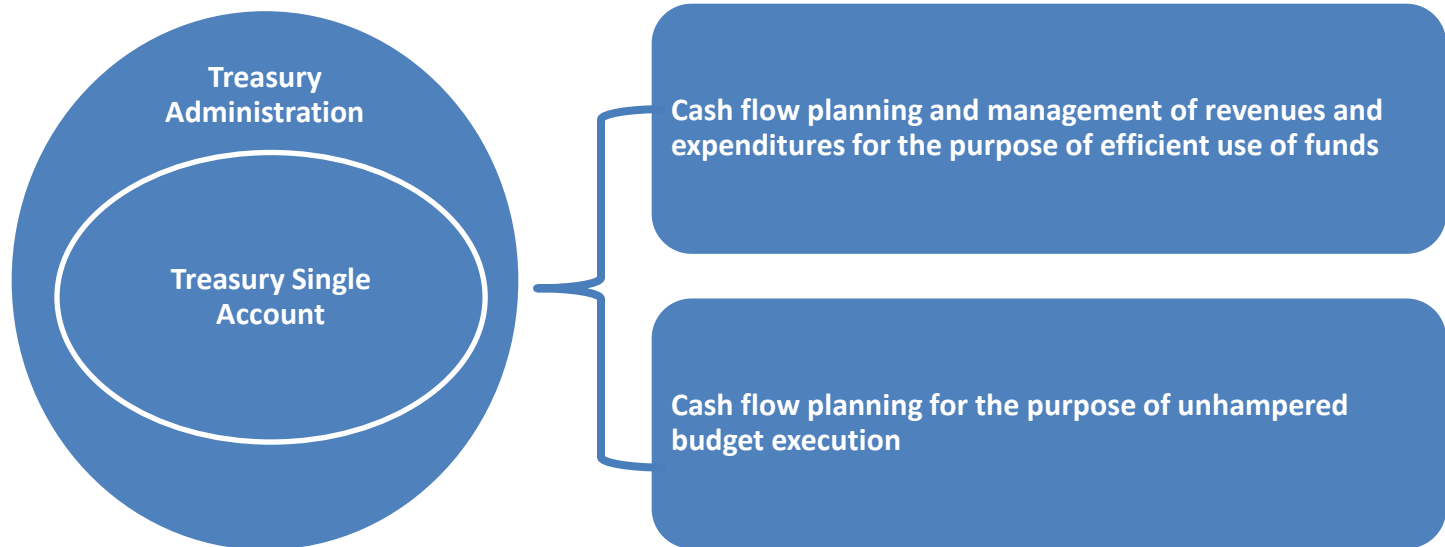 Treasury
Administration
Treasury Single
Account
Cash flow planning and management of revenues and
expenditures for the purpose of efficient use of funds
Cash flow planning for the purpose of unhampered
budget execution